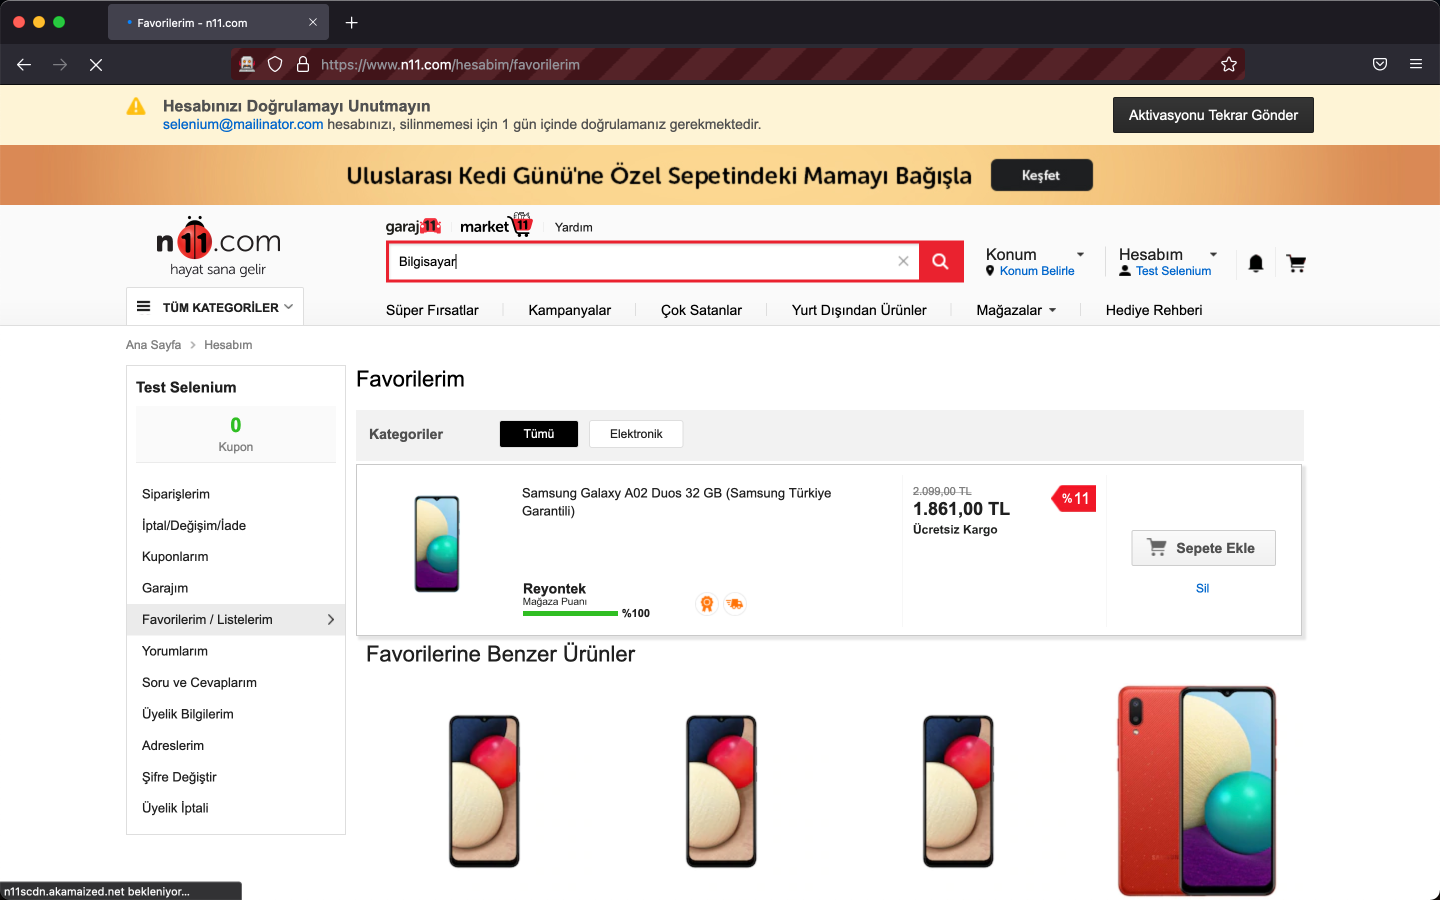 Favorilerim - n11.com
https://www.n11.com/hesabim/favorilerim
Hesabınızı Doğrulamayı Unutmayın
selenium@mailinator.com hesabınızı, silinmemesi için 1 gün içinde doğrulamanız gerekmektedir.
Aktivasyonu Tekrar Gönder
Uluslarası Kedi Günü'ne Özel Sepetindeki Mamayı Bağışla
Keşfet
n11.com
hayat sana gelir
garaj11
market11
Yardım
Bilgisayar
Konum
Konum Belirle
Hesabım
Test Selenium
TÜM KATEGORİLER
Süper Fırsatlar
Kampanyalar
Çok Satanlar
Yurt Dışından Ürünler
Mağazalar
Hediye Rehberi
Ana Sayfa > Hesabım
Test Selenium
0
Kupon
Siparişlerim
İptal/Değişim/İade
Kuponlarım
Garajım
Favorilerim / Listelerim
Yorumlarım
Soru ve Cevaplarım
Üyelik Bilgilerim
Adreslerim
Şifre Değiştir
Üyelik İptali
Favorilerim
Kategoriler
Tümü
Elektronik
Samsung Galaxy A02 Duos 32 GB (Samsung Türkiye
Garantili)
Reyontek
Mağaza Puanı
%100
2.099,00 TL
1.861,00 TL
Ücretsiz Kargo
%11
Sepete Ekle
Sil
Favorilerine Benzer Ürünler
n11scdn.akamaized.net bekleniyor...